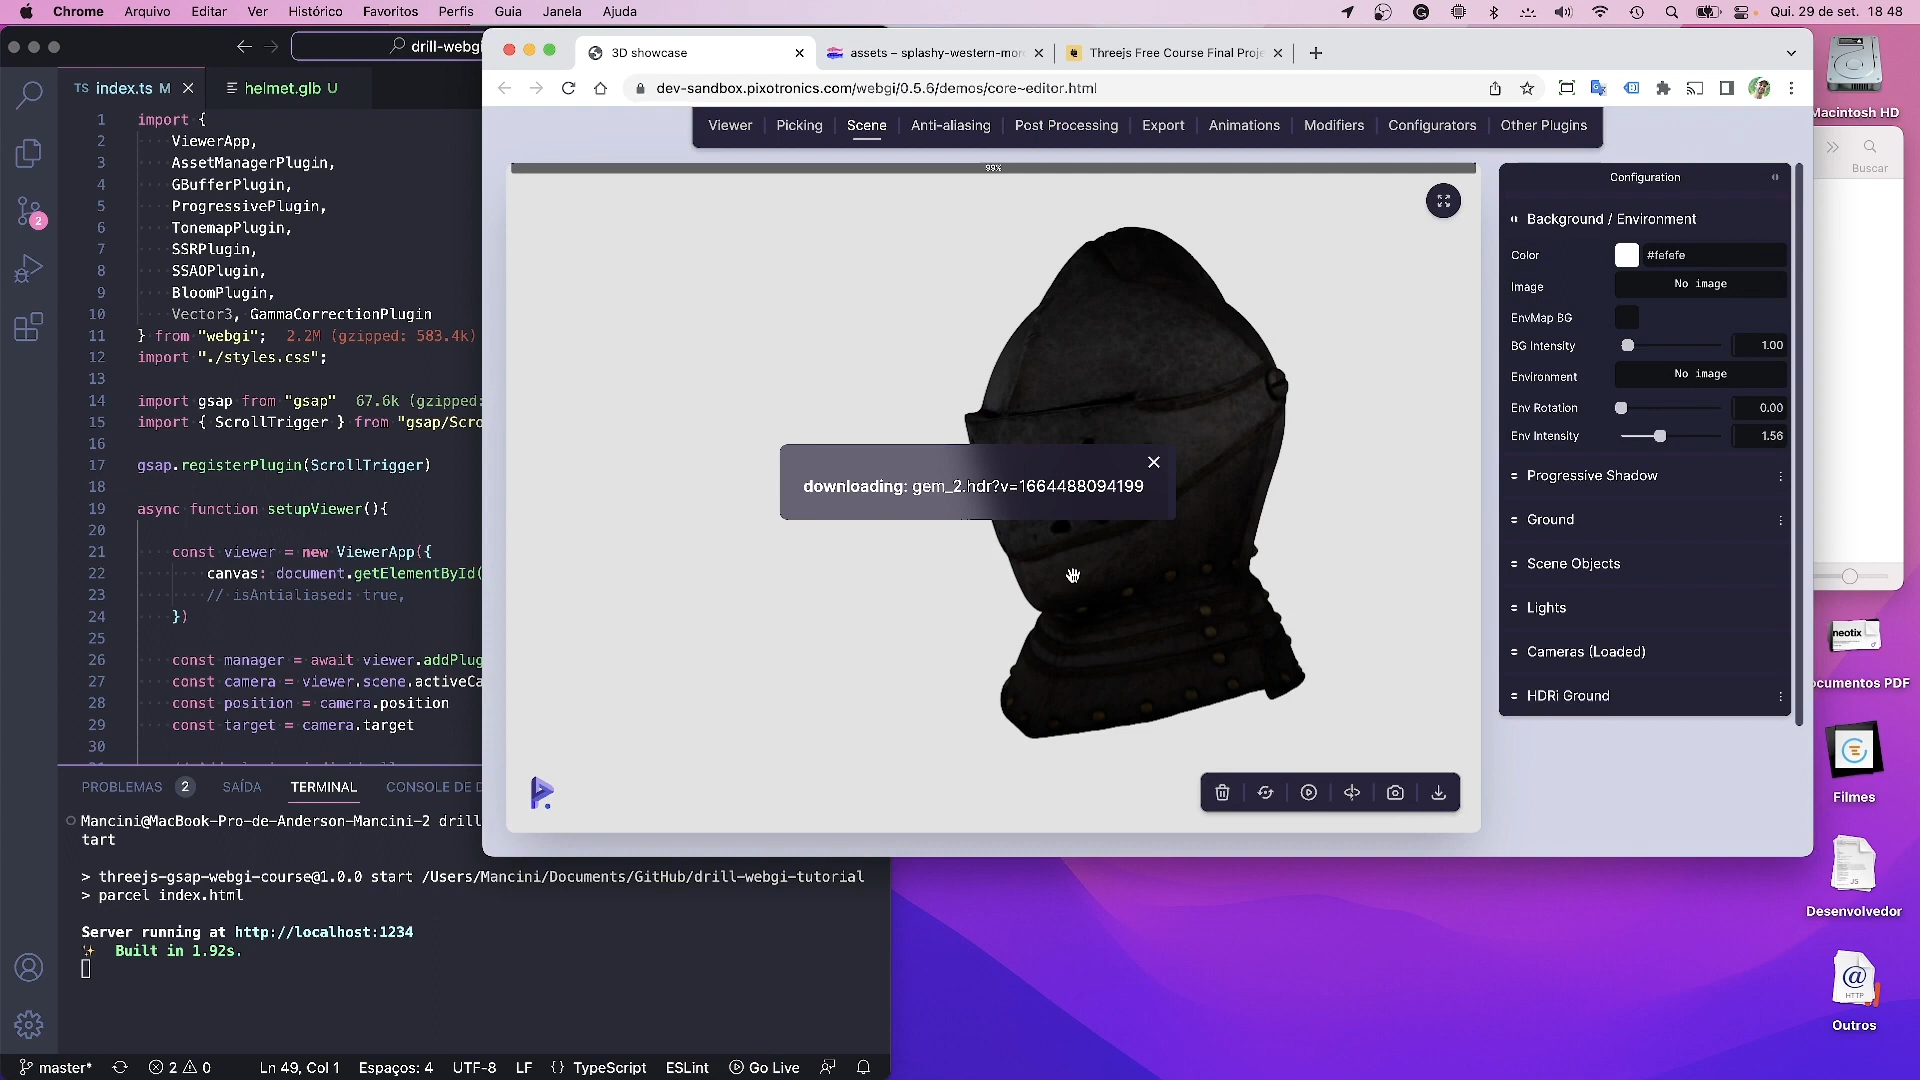 Chrome Arquivo Editar Ver Histórico Favoritos Perfis Guia Janela Ajuda Qui. 29 de set. 18 48
drill-webgi
TS index.ts M
helmet.glb U
1 import {
2 ViewerApp,
3 AssetManagerPlugin,
4 GBufferPlugin,
5 ProgressivePlugin,
6 TonemapPlugin,
7 SSRPlugin,
8 SSAOPlugin,
9 BloomPlugin,
10 Vector3, GammaCorrectionPlugin
11 } from "webgi"; 2.2M (gzipped: 583.4k)
12 import "./styles.css";
13
14 import gsap from "gsap" 67.6k (gzipped:
15 import { ScrollTrigger } from "gsap/Scro
16
17 gsap.registerPlugin(ScrollTrigger)
18
19 async function setupViewer(){
20
21 const viewer = new ViewerApp({
22 canvas: document.getElementById(
23 // isAntialiased: true,
24 })
25
26 const manager = await viewer.addPlug
27 const camera = viewer.scene.activeCa
28 const position = camera.position
29 const target = camera.target
30
2
PROBLEMAS 2 SAÍDA TERMINAL CONSOLE DE D
Mancini@MacBook-Pro-de-Anderson-Mancini-2 drill
tart
> threejs-gsap-webgi-course@1.0.0 start /Users/Mancini/Documents/GitHub/drill-webgi-tutorial
> parcel index.html
Server running at http://localhost:1234
✨ Built in 1.92s.
master* 2 0 Ln 49, Col 1 Espaços: 4 UTF-8 LF {} TypeScript ESLint Go Live
3D showcase
assets – splashy-western-mor
Threejs Free Course Final Proje
dev-sandbox.pixotronics.com/webgi/0.5.6/demos/core~editor.html
Viewer Picking Scene Anti-aliasing Post Processing Export Animations Modifiers Configurators Other Plugins
99%
downloading: gem_2.hdr?v=1664488094199
Configuration
Background / Environment
Color #fefefe
Image No image
EnvMap BG
BG Intensity 1.00
Environment No image
Env Rotation 0.00
Env Intensity 1.56
Progressive Shadow
Ground
Scene Objects
Lights
Cameras (Loaded)
HDRi Ground
Macintosh HD
Buscar
neotix
ocumentos PDF
Filmes
JS
Desenvolvedor
HTTP
Outros